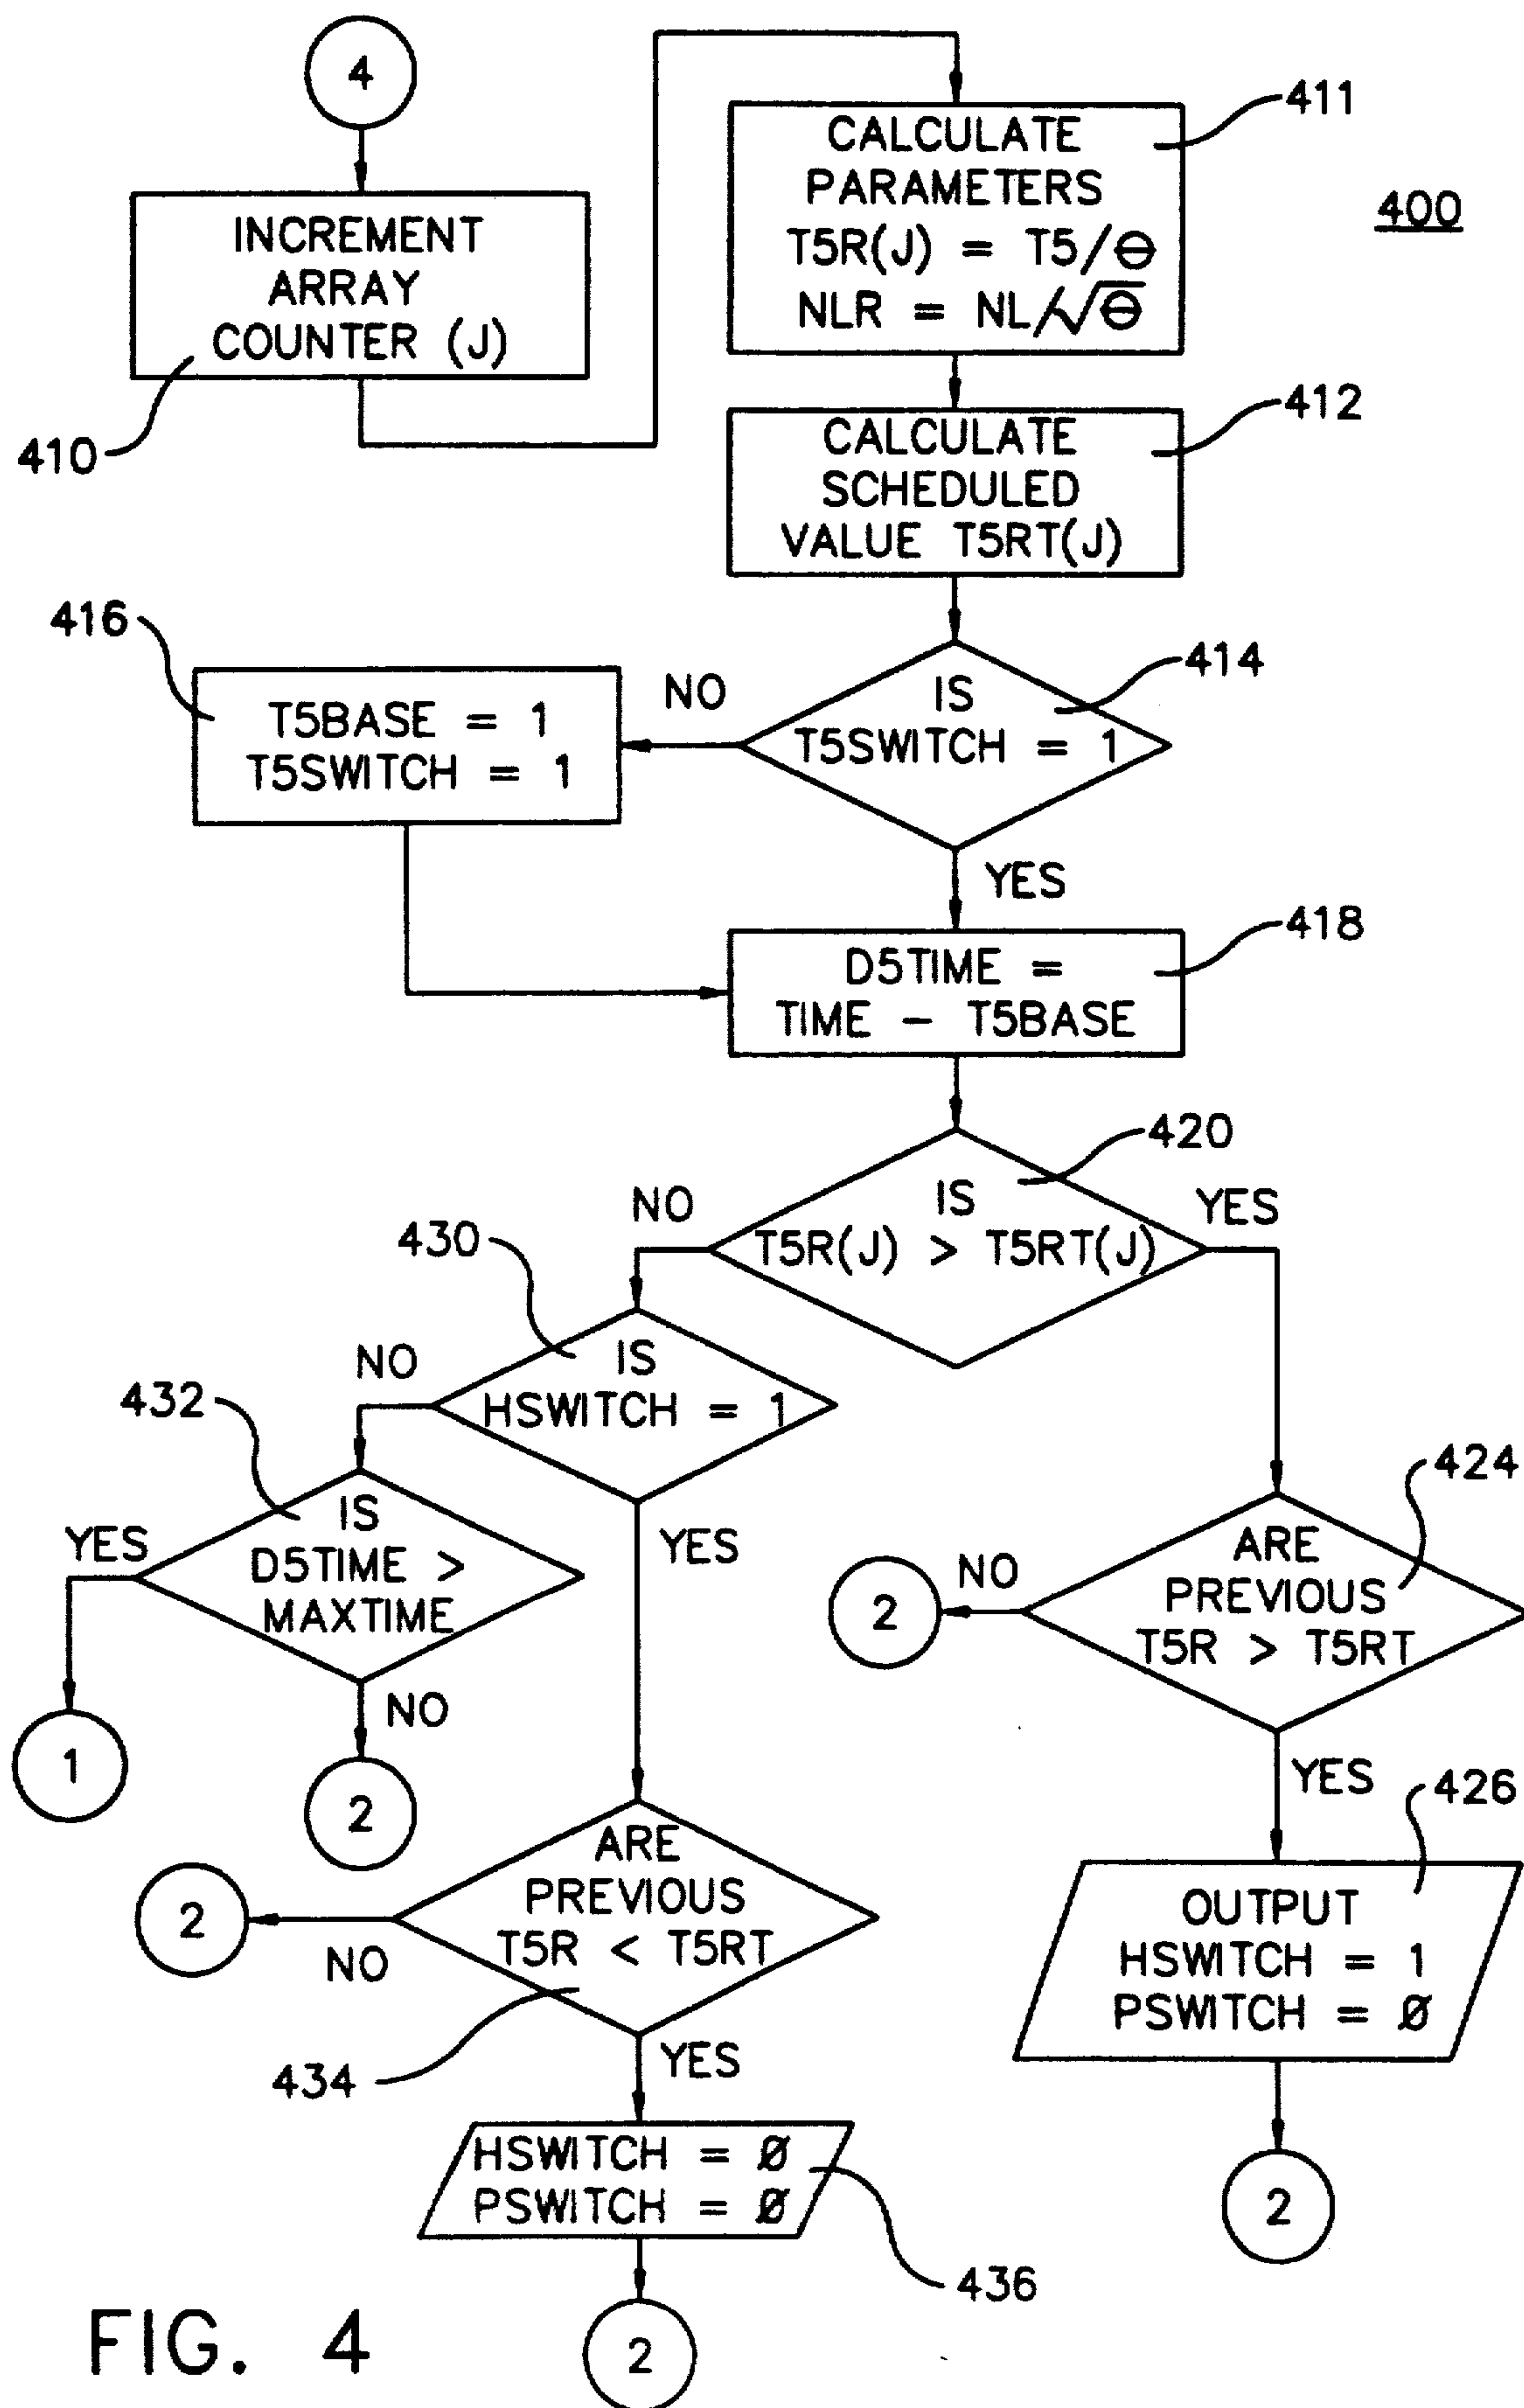 4
INCREMENT
ARRAY
COUNTER (J)
410
CALCULATE
PARAMETERS
T5R(J) = T5/Θ
NLR = NL/√Θ
411
400
CALCULATE
SCHEDULED
VALUE T5RT(J)
412
IS
T5SWITCH = 1
414
NO
416
T5BASE = 1
T5SWITCH = 1
YES
D5TIME =
TIME - T5BASE
418
IS
T5R(J) > T5RT(J)
420
NO
YES
430
IS
HSWITCH = 1
NO
YES
432
IS
D5TIME >
MAXTIME
YES
1
NO
2
424
ARE
PREVIOUS
T5R > T5RT
NO
2
YES
426
OUTPUT
HSWITCH = 1
PSWITCH = Ø
2
ARE
PREVIOUS
T5R < T5RT
NO
2
434
YES
HSWITCH = Ø
PSWITCH = Ø
436
2
FIG. 4